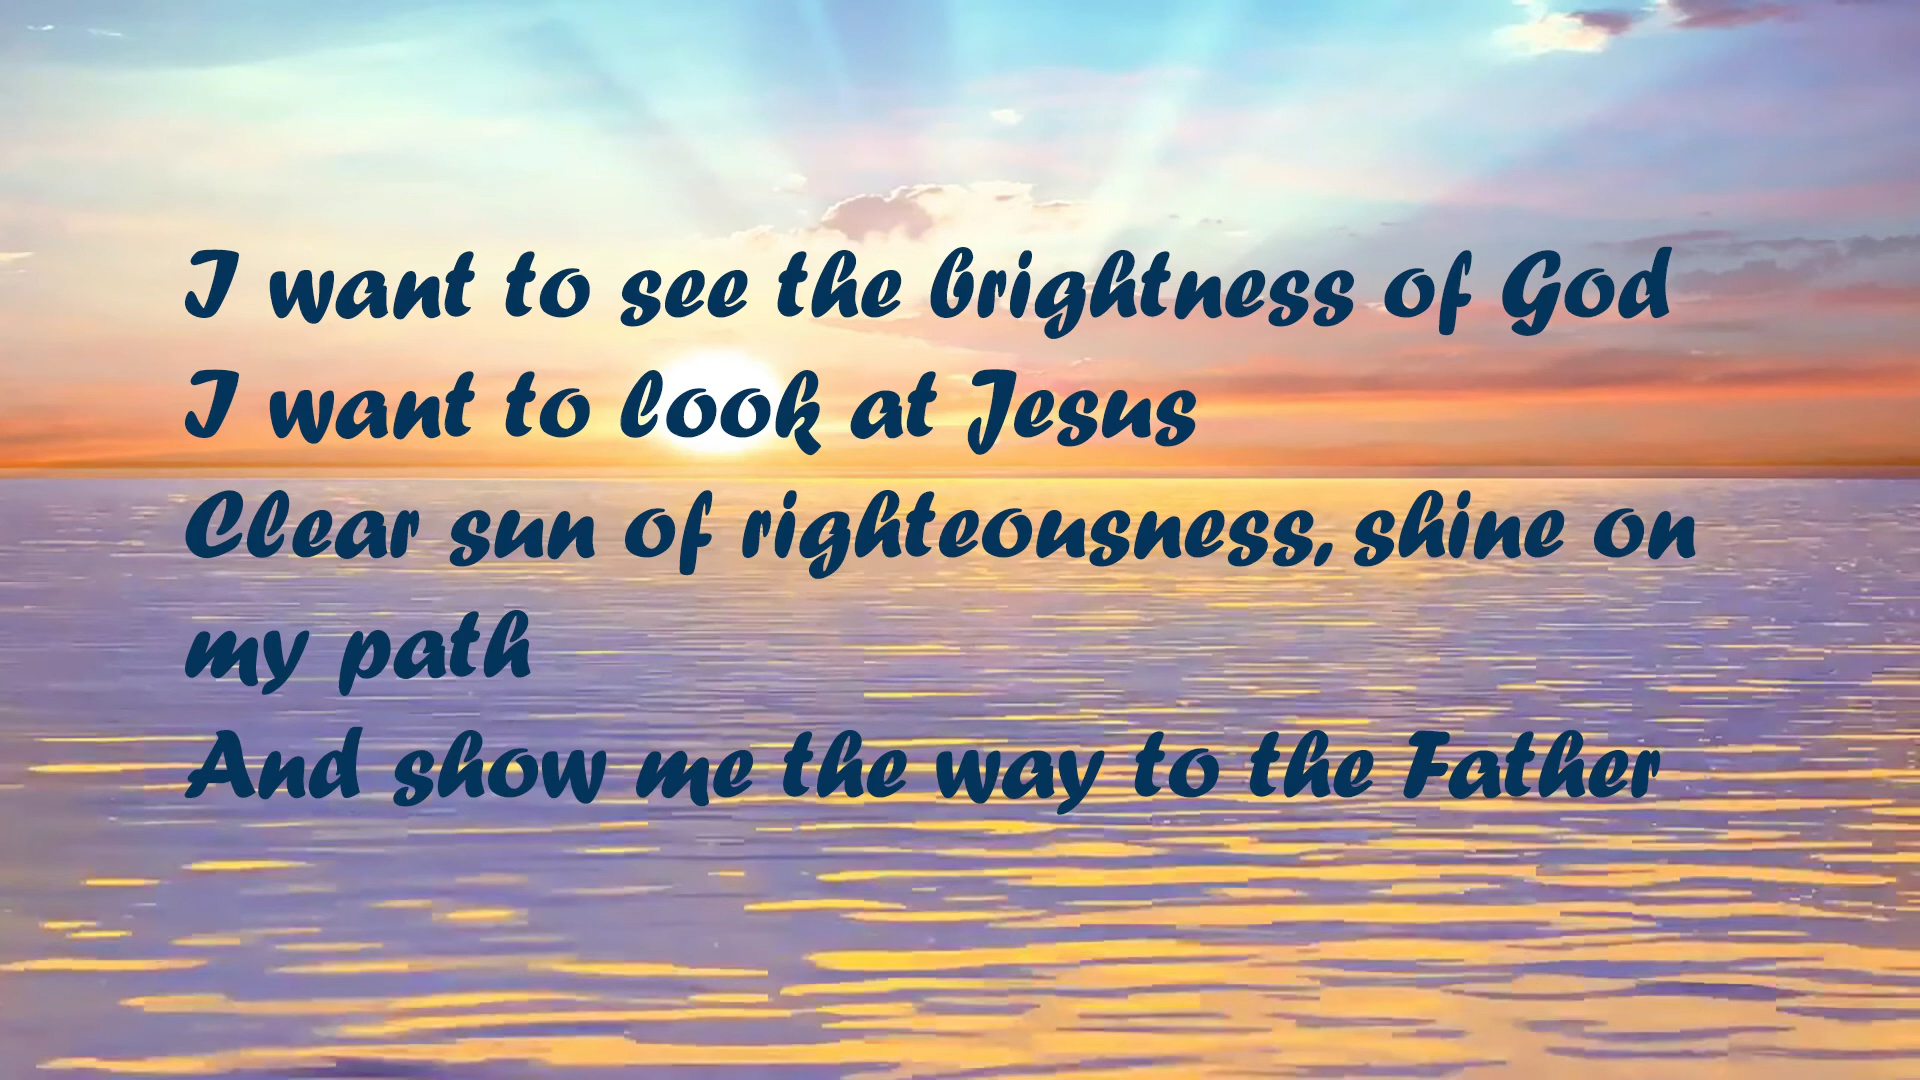 I want to see the brightness of God
I want to look at Jesus
Clear sun of righteousness, shine on
my path
And show me the way to the Father